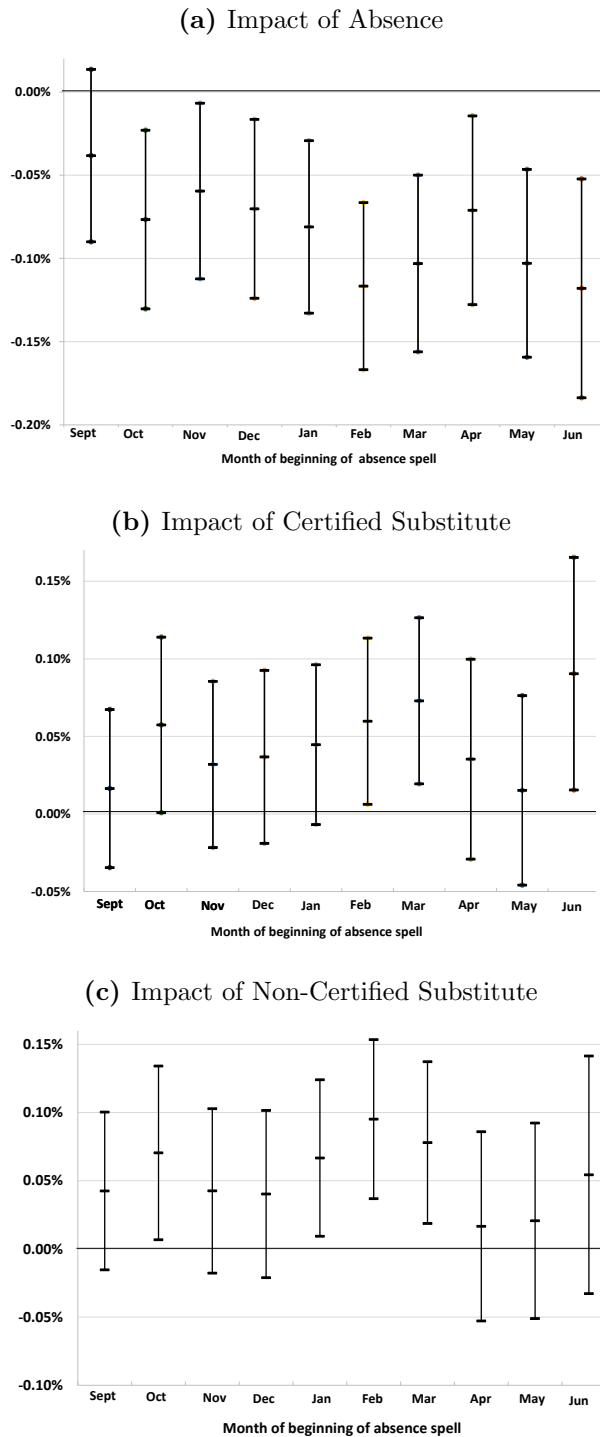 (a) Impact of Absence
0.00%
-0.05%
-0.10%
-0.15%
-0.20%
Sept Oct Nov Dec Jan Feb Mar Apr May Jun
Month of beginning of absence spell
(b) Impact of Certified Substitute
0.15%
0.10%
0.05%
0.00%
-0.05%
Sept Oct Nov Dec Jan Feb Mar Apr May Jun
Month of beginning of absence spell
(c) Impact of Non-Certified Substitute
0.15%
0.10%
0.05%
0.00%
-0.05%
-0.10%
Sept Oct Nov Dec Jan Feb Mar Apr May Jun
Month of beginning of absence spell